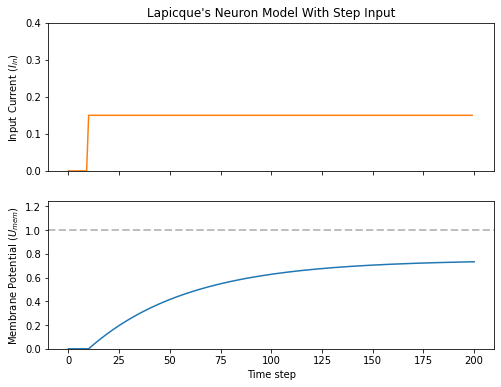 Lapicque's Neuron Model With Step Input
Input Current (I_in)
0.4
0.3
0.2
0.1
0.0
Membrane Potential (U_mem)
1.2
1.0
0.8
0.6
0.4
0.2
0.0
0 25 50 75 100 125 150 175 200
Time step